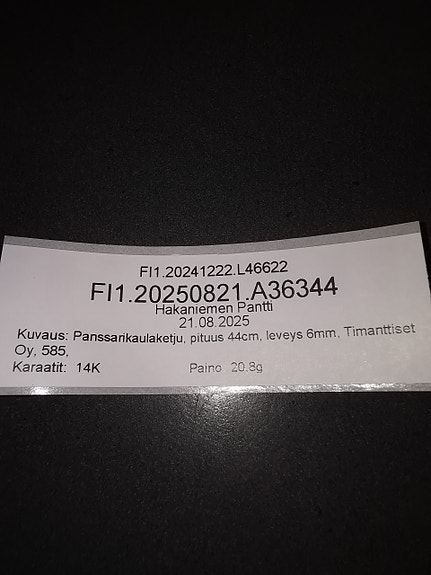 FI1.20241222.L46622
FI1.20250821.A36344
Hakaniemen Pantti
21.08.2025
Kuvaus: Panssarikaulaketju, pituus 44cm, leveys 6mm, Timanttiset
Oy, 585,
Karaatit: 14K Paino 20.8g